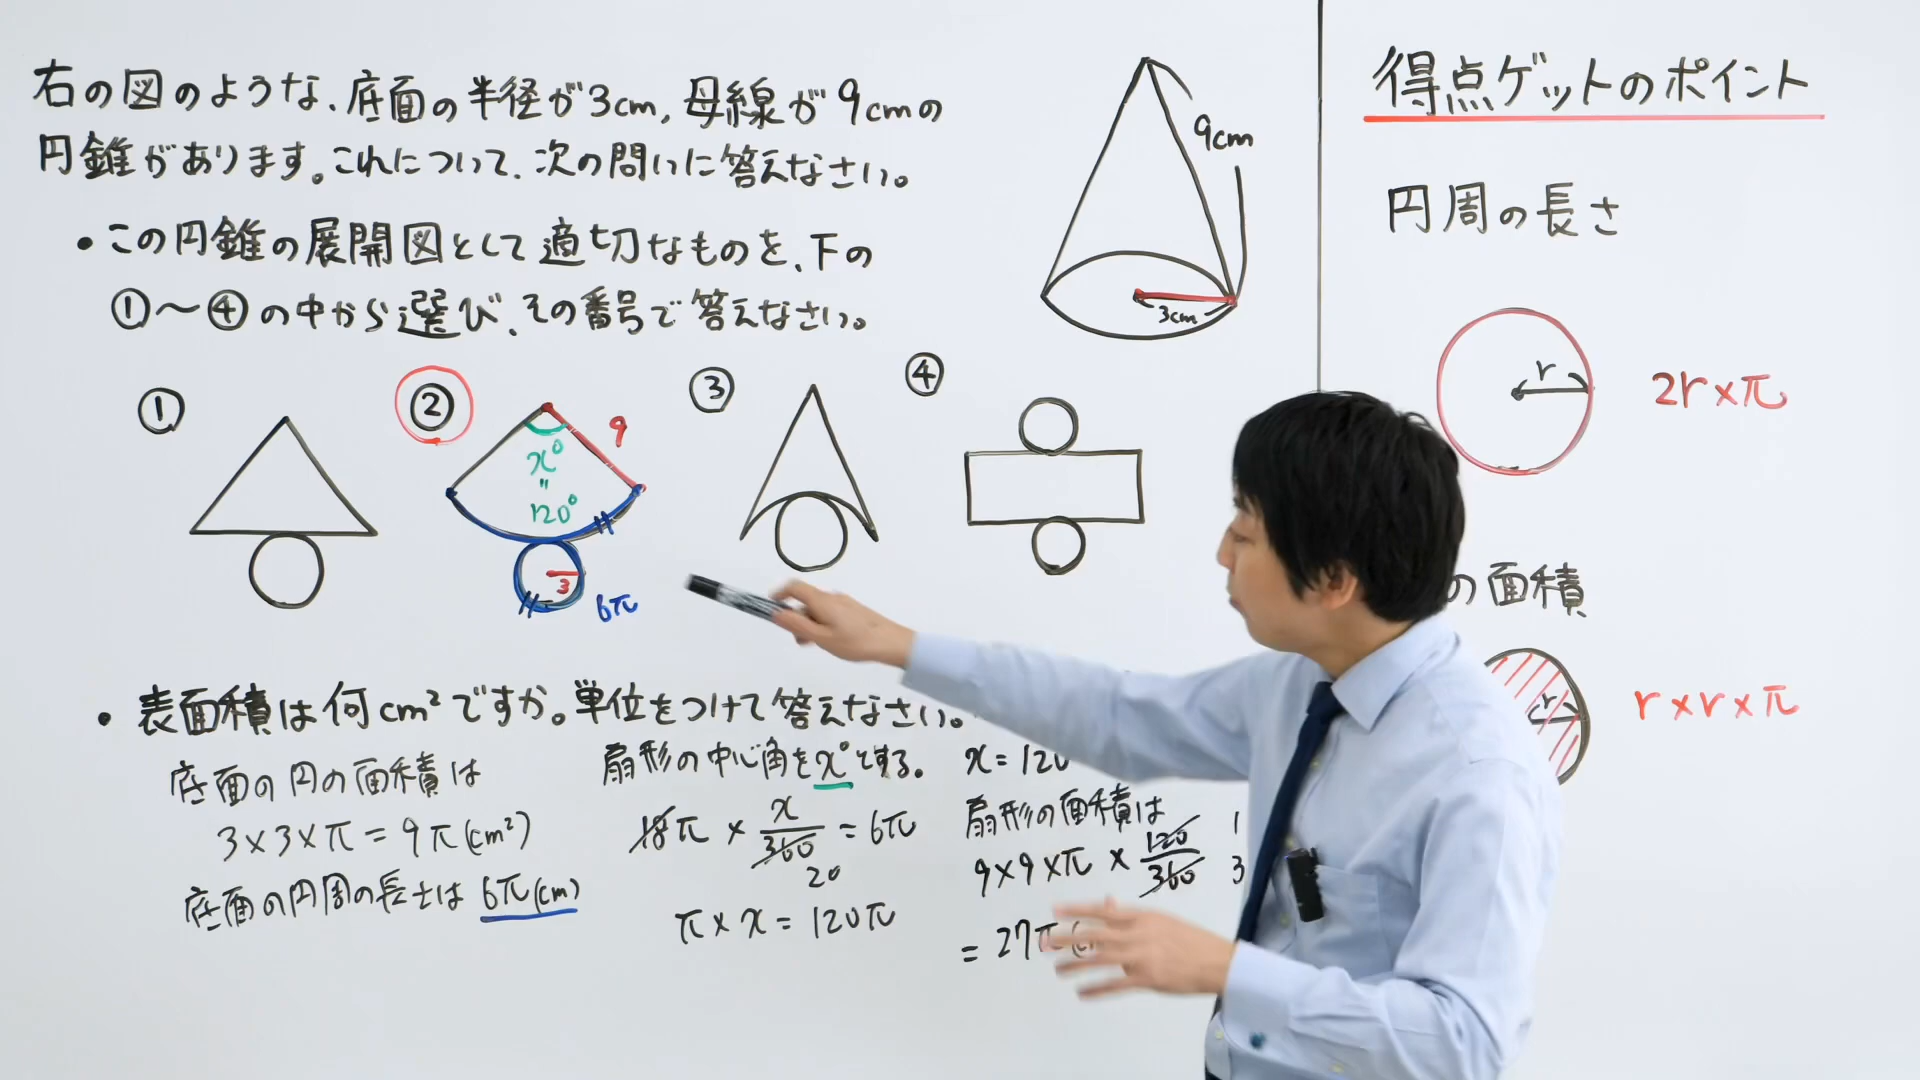 右の図のような、底面の半径が3cm, 母線が9cmの
円錐があります。これについて、次の問いに答えなさい。
• この円錐の展開図として適切なものを、下の
①〜④の中から選び、その番号で答えなさい。
9cm
3cm
①
②
9
x°
"
120°
3
6π
③
④
• 表面積は何cm²ですか。単位をつけて答えなさい。
底面の円の面積は
3×3×π=9π(cm²)
底面の円周の長さは 6π(cm)
扇形の中心角をx°とする。
18π × x/360 = 6π
20
π × x = 120π
x = 120
扇形の面積は
9×9×π × 120/360
1
3
= 27π
得点ゲットのポイント
円周の長さ
r
2r×π
の面積
r
r×r×π